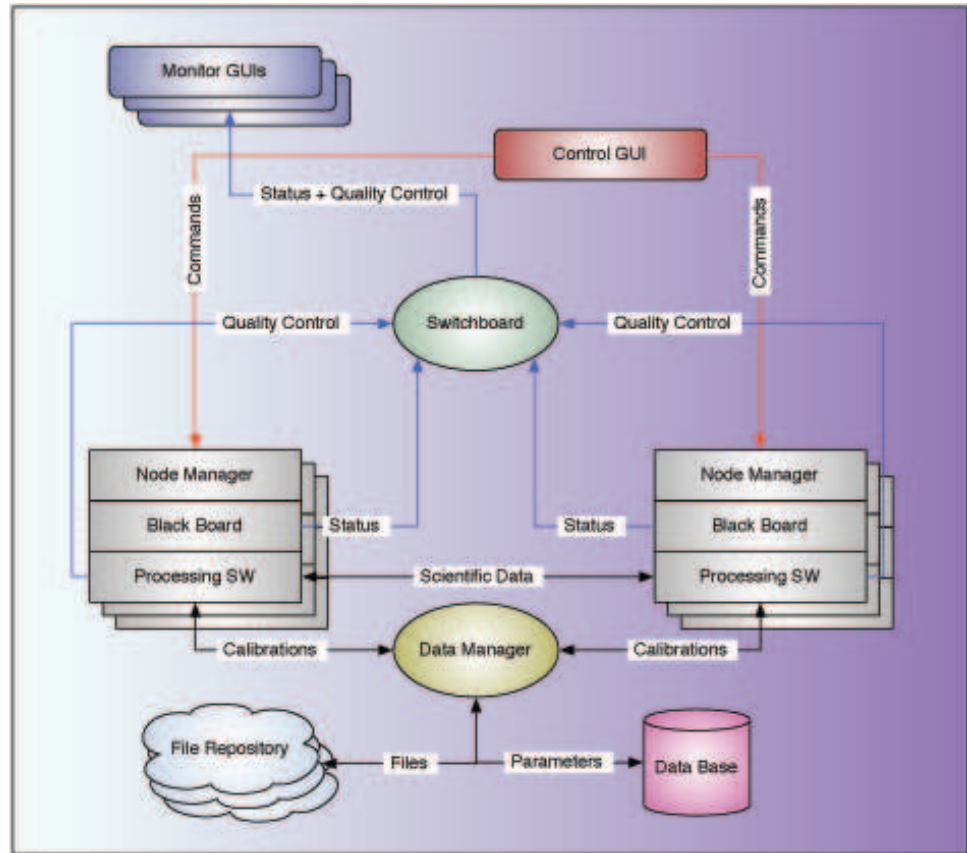 Monitor GUIs
Control GUI
Status + Quality Control
Commands
Commands
Quality Control
Switchboard
Quality Control
Node Manager
Node Manager
Black Board
Status
Status
Black Board
Processing SW
Scientific Data
Processing SW
Calibrations
Data Manager
Calibrations
File Repository
Files
Parameters
Data Base